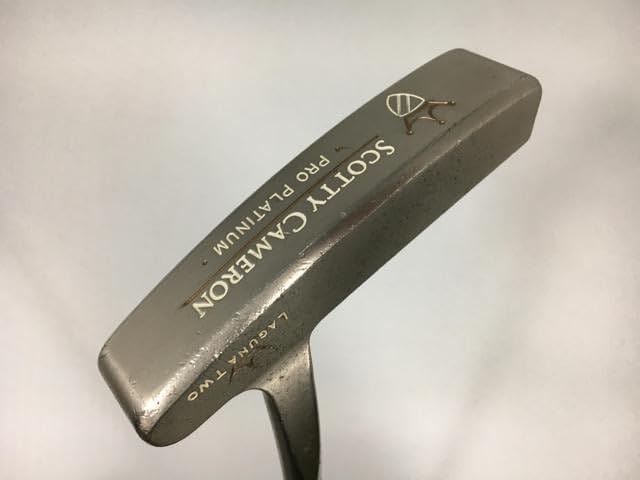 SCOTTY CAMERON
PRO PLATINUM
LAGUNA TWO